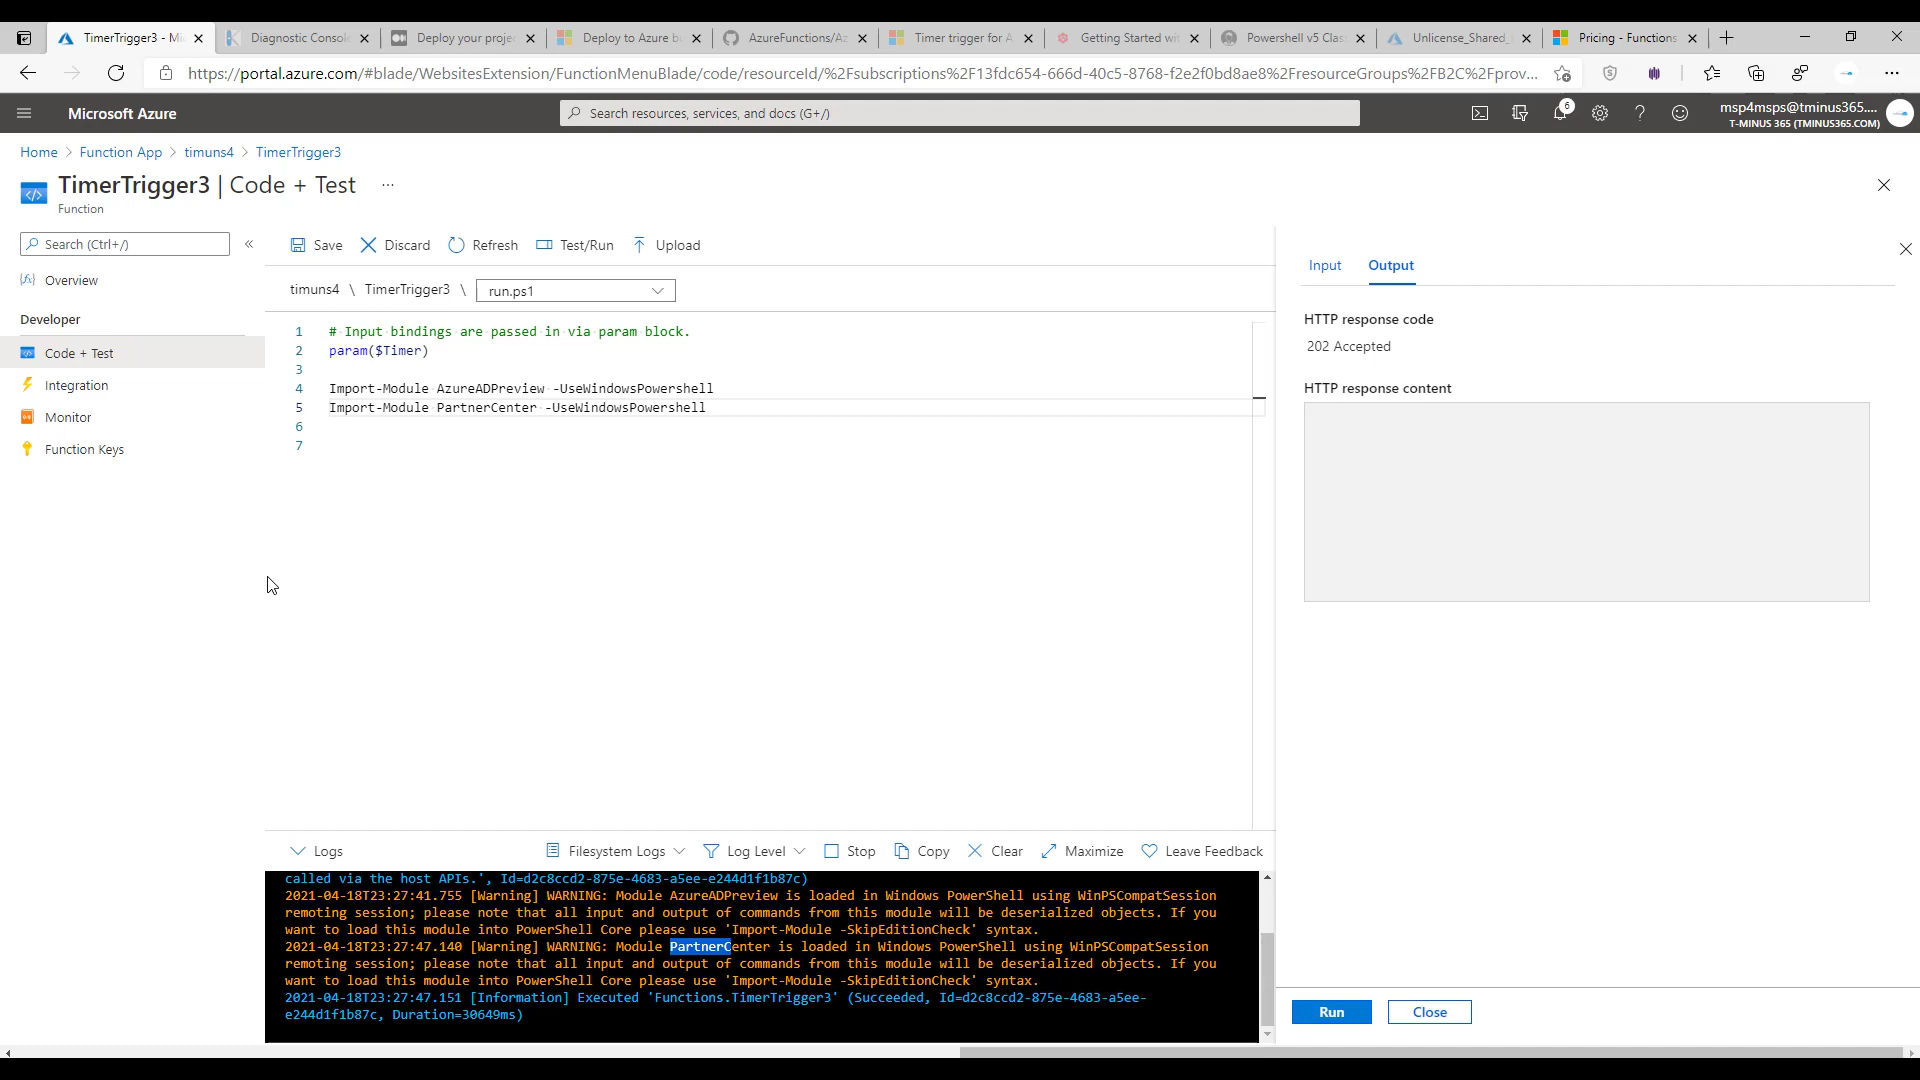 TimerTrigger3 - Mi
Diagnostic Consol
Deploy your proje
Deploy to Azure b
AzureFunctions/Az
Timer trigger for A
Getting Started wi
Powershell v5 Clas
Unlicense_Shared_
Pricing - Functions
https://portal.azure.com/#blade/WebsitesExtension/FunctionMenuBlade/code/resourceId/%2Fsubscriptions%2F13fdc654-666d-40c5-8768-f2e2f0bd8ae8%2FresourceGroups%2FB2C%2Fprov...
Microsoft Azure
Search resources, services, and docs (G+/)
6
msp4msps@tminus365....
T-MINUS 365 (TMINUS365.COM)
Home > Function App > timuns4 > TimerTrigger3
TimerTrigger3 | Code + Test ...
Function
Search (Ctrl+/)
«
Overview
Developer
Code + Test
Integration
Monitor
Function Keys
Save
Discard
Refresh
Test/Run
Upload
timuns4 \ TimerTrigger3 \ run.ps1
1 # Input bindings are passed in via param block.
2 param($Timer)
3
4 Import-Module AzureADPreview -UseWindowsPowershell
5 Import-Module PartnerCenter -UseWindowsPowershell
6
7
Input
Output
HTTP response code
202 Accepted
HTTP response content
Logs
Filesystem Logs
Log Level
Stop
Copy
Clear
Maximize
Leave Feedback
called via the host APIs.', Id=d2c8ccd2-875e-4683-a5ee-e244d1f1b87c)
2021-04-18T23:27:41.755 [Warning] WARNING: Module AzureADPreview is loaded in Windows PowerShell using WinPSCompatSession
remoting session; please note that all input and output of commands from this module will be deserialized objects. If you
want to load this module into PowerShell Core please use 'Import-Module -SkipEditionCheck' syntax.
2021-04-18T23:27:47.140 [Warning] WARNING: Module PartnerCenter is loaded in Windows PowerShell using WinPSCompatSession
remoting session; please note that all input and output of commands from this module will be deserialized objects. If you
want to load this module into PowerShell Core please use 'Import-Module -SkipEditionCheck' syntax.
2021-04-18T23:27:47.151 [Information] Executed 'Functions.TimerTrigger3' (Succeeded, Id=d2c8ccd2-875e-4683-a5ee-
e244d1f1b87c, Duration=30649ms)
Run
Close